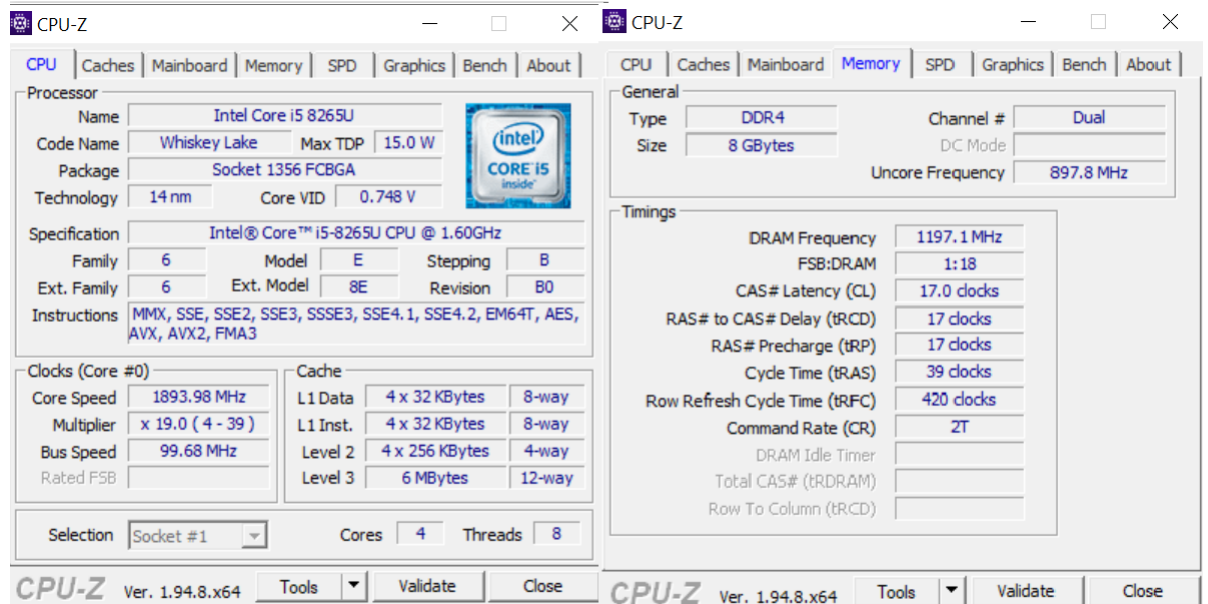 CPU-Z
CPU Caches Mainboard Memory SPD Graphics Bench About
Processor
Name Intel Core i5 8265U
Code Name Whiskey Lake Max TDP 15.0 W
Package Socket 1356 FCBGA
Technology 14 nm Core VID 0.748 V
(intel)
CORE i5
inside™
Specification Intel® Core™ i5-8265U CPU @ 1.60GHz
Family 6 Model E Stepping B
Ext. Family 6 Ext. Model 8E Revision B0
Instructions MMX, SSE, SSE2, SSE3, SSSE3, SSE4.1, SSE4.2, EM64T, AES,
AVX, AVX2, FMA3
Clocks (Core #0)
Core Speed 1893.98 MHz
Multiplier x 19.0 ( 4 - 39 )
Bus Speed 99.68 MHz
Rated FSB
Cache
L1 Data 4 x 32 KBytes 8-way
L1 Inst. 4 x 32 KBytes 8-way
Level 2 4 x 256 KBytes 4-way
Level 3 6 MBytes 12-way
Selection Socket #1 Cores 4 Threads 8
CPU-Z Ver. 1.94.8.x64 Tools Validate Close
CPU-Z
CPU Caches Mainboard Memory SPD Graphics Bench About
General
Type DDR4 Channel # Dual
Size 8 GBytes DC Mode
Uncore Frequency 897.8 MHz
Timings
DRAM Frequency 1197.1 MHz
FSB:DRAM 1:18
CAS# Latency (CL) 17.0 clocks
RAS# to CAS# Delay (tRCD) 17 clocks
RAS# Precharge (tRP) 17 clocks
Cycle Time (tRAS) 39 clocks
Row Refresh Cycle Time (tRFC) 420 clocks
Command Rate (CR) 2T
DRAM Idle Timer
Total CAS# (tRDRAM)
Row To Column (tRCD)
CPU-Z Ver. 1.94.8.x64 Tools Validate Close